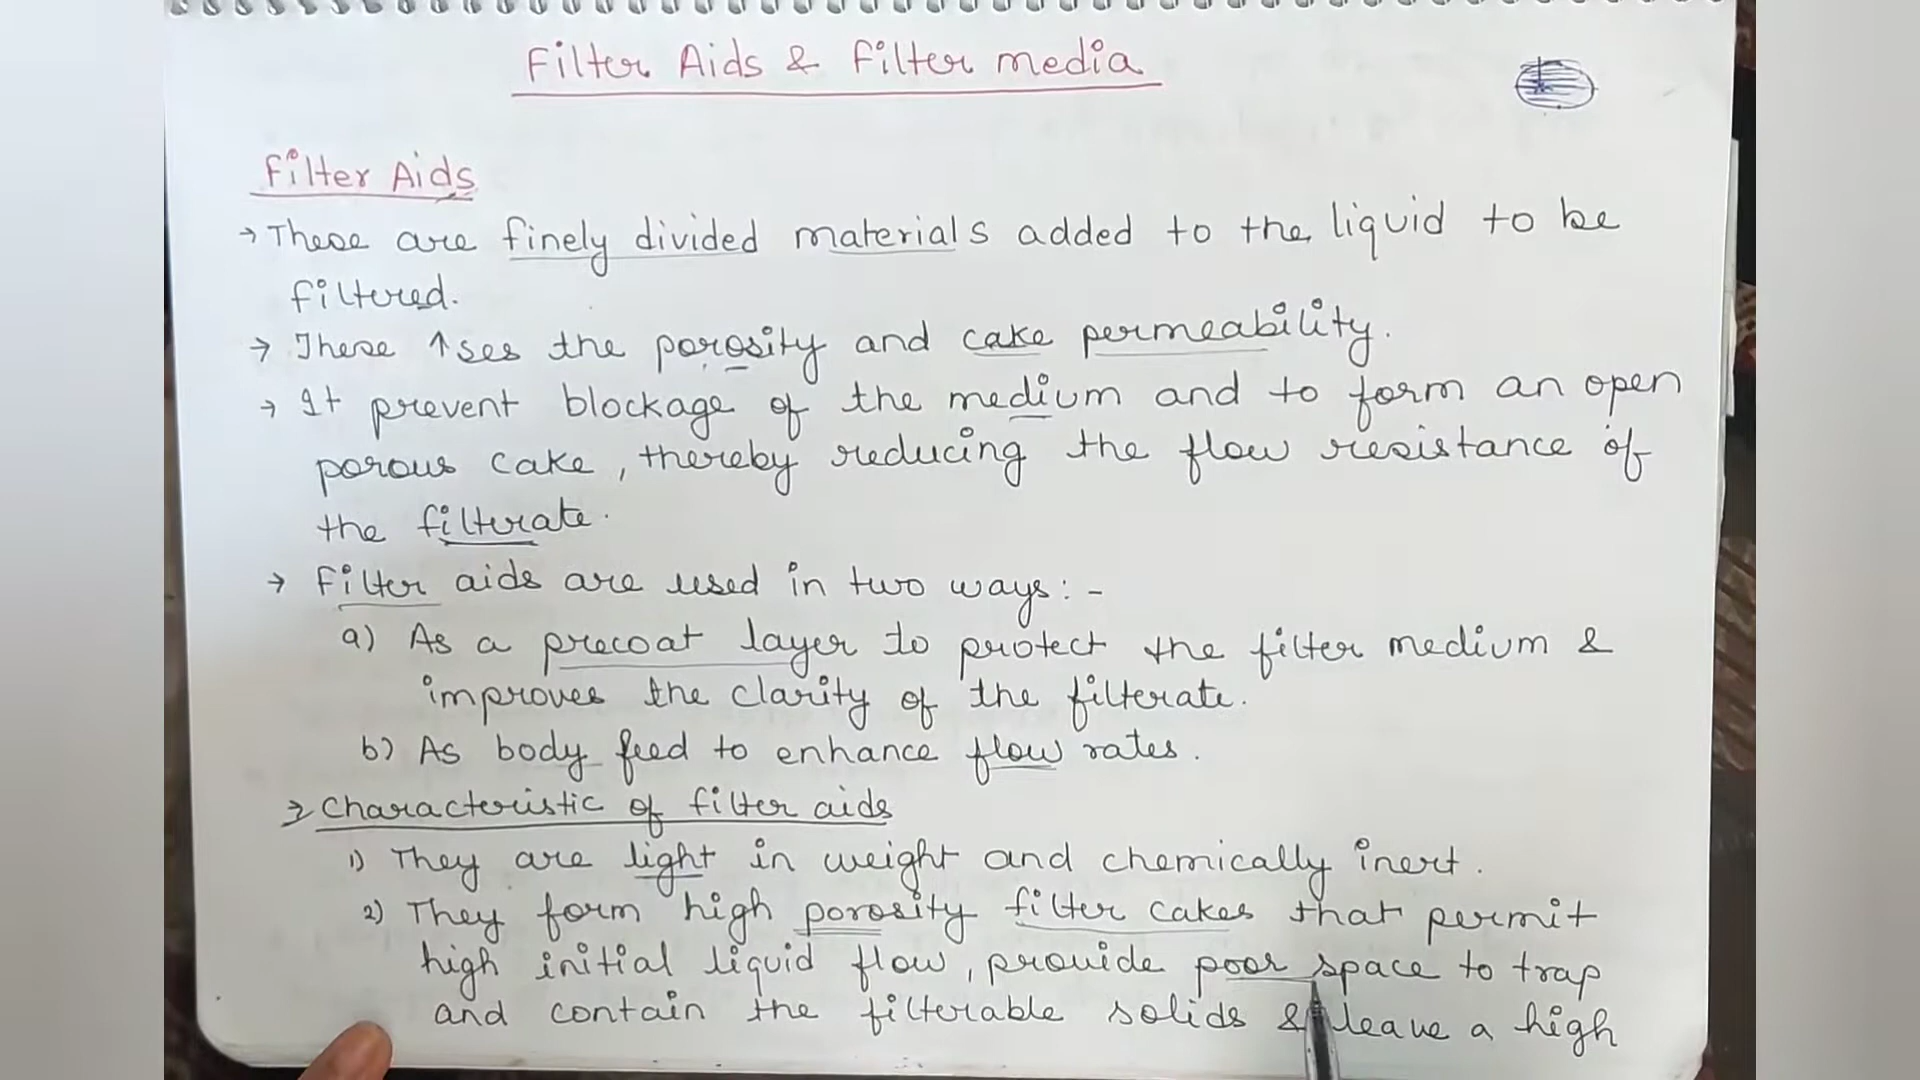 Filter Aids & Filter media
Filter Aids
→ These are finely divided materials added to the liquid to be
filtered.
→ These ↑ses the porosity and cake permeability.
→ It prevent blockage of the medium and to form an open
porous cake, thereby reducing the flow resistance of
the filterate.
→ Filter aids are used in two ways: -
a) As a precoat layer to protect the filter medium &
improves the clarity of the filterate.
b) As body feed to enhance flow rates.
→ Characteristic of filter aids
1) They are light in weight and chemically inert.
2) They form high porosity filter cakes that permit
high initial liquid flow, provide poor space to trap
and contain the filterable solids & leave a high